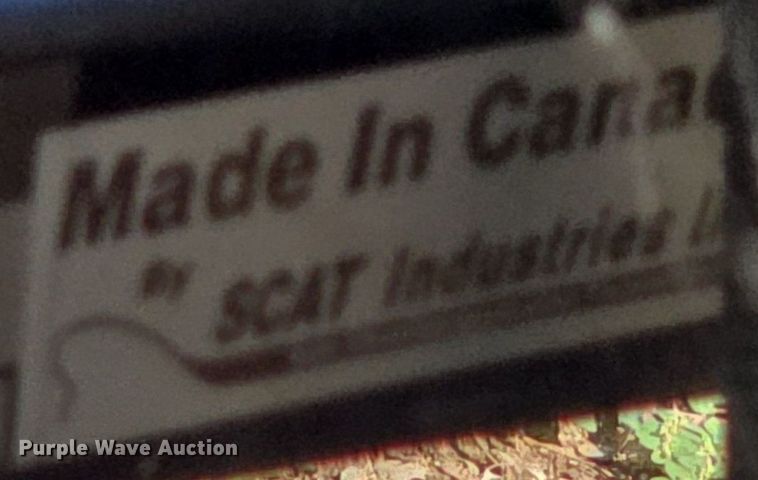 Made In Cana
BY SCAT Industries
Purple Wave Auction